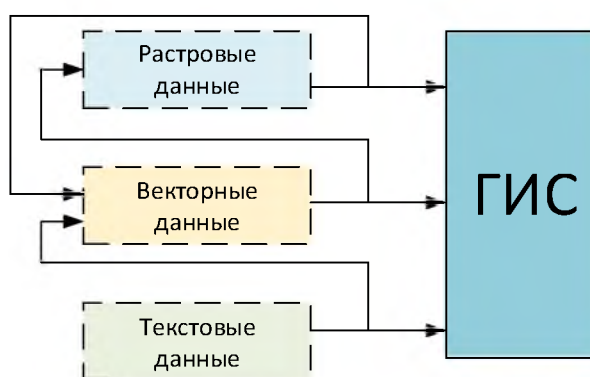 Растровые
данные
Векторные
данные
ГИС
Текстовые
данные